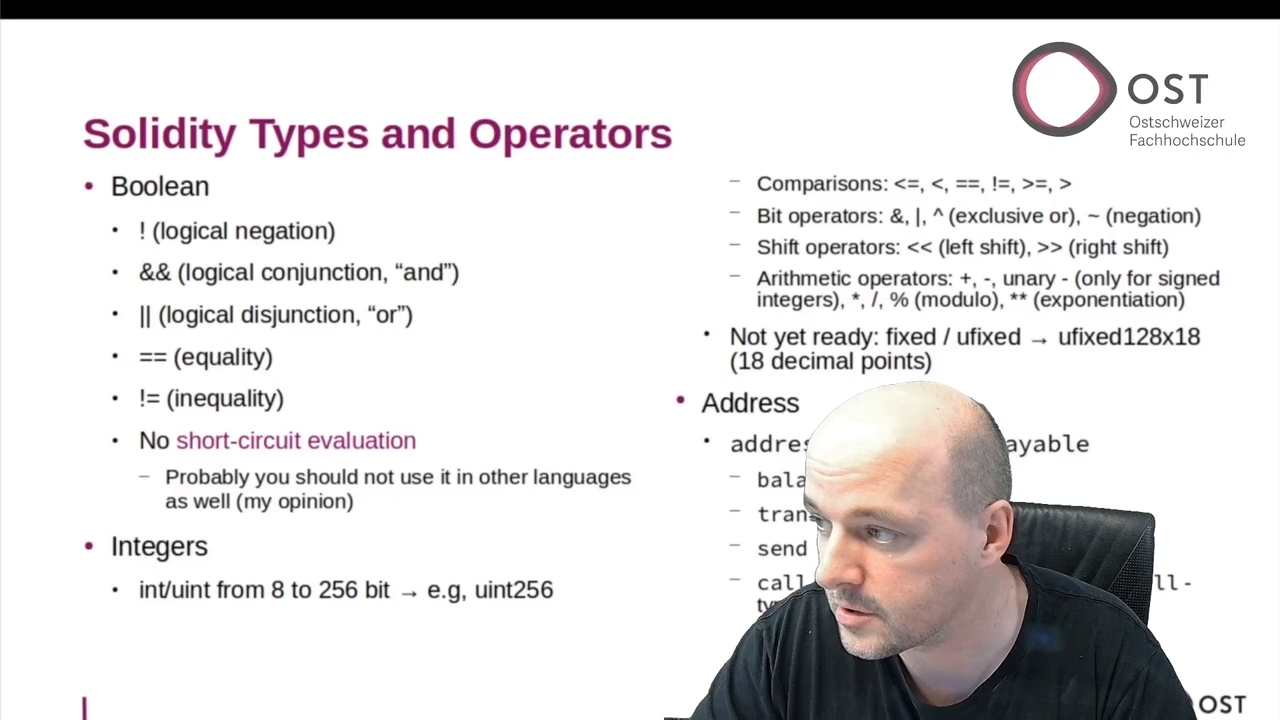 OST
Ostschweizer
Fachhochschule
Solidity Types and Operators
• Boolean
• ! (logical negation)
• && (logical conjunction, “and”)
• || (logical disjunction, “or”)
• == (equality)
• != (inequality)
• No short-circuit evaluation
– Probably you should not use it in other languages
as well (my opinion)
• Integers
• int/uint from 8 to 256 bit → e.g, uint256
– Comparisons: <=, <, ==, !=, >=, >
– Bit operators: &, |, ^ (exclusive or), ~ (negation)
– Shift operators: << (left shift), >> (right shift)
– Arithmetic operators: +, -, unary - (only for signed
integers), *, /, % (modulo), ** (exponentiation)
• Not yet ready: fixed / ufixed → ufixed128x18
(18 decimal points)
• Address
–
–
– send
–
OST